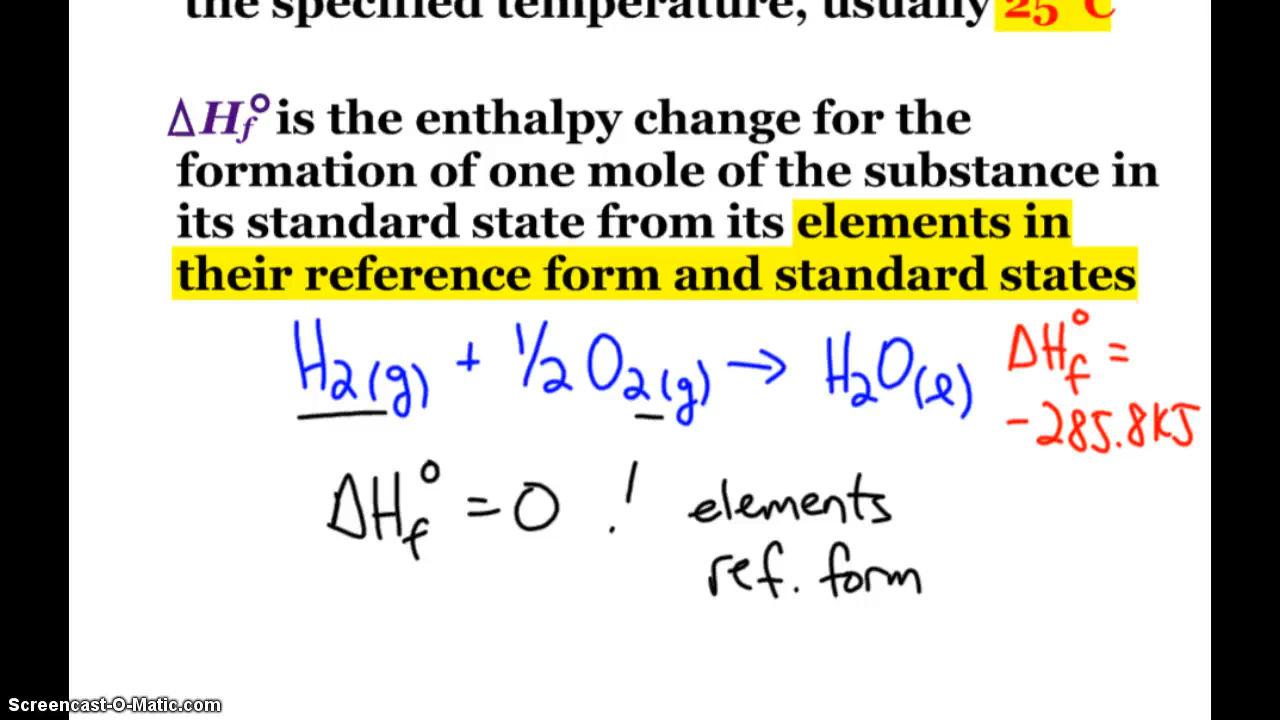 the specified temperature, usually 25 °C
ΔHf° is the enthalpy change for the
formation of one mole of the substance in
its standard state from its elements in
their reference form and standard states
H₂(g) + ½ O₂(g) → H₂O(l) ΔHf° =
-285.8 kJ
ΔHf° = 0 ! elements
ref. form
Screencast-O-Matic.com